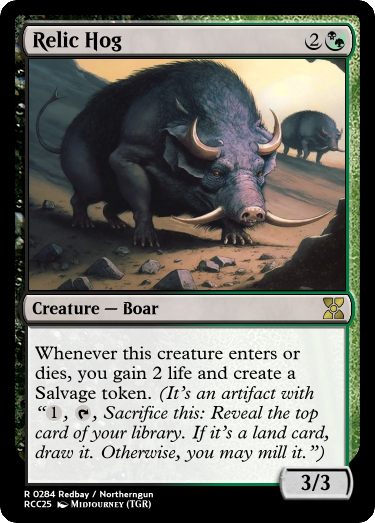 Relic Hog 2
Creature — Boar
Whenever this creature enters or
dies, you gain 2 life and create a
Salvage token. (It's an artifact with
"1, , Sacrifice this: Reveal the top
card of your library. If it's a land card,
draw it. Otherwise, you may mill it.")
3/3
R 0284 Redbay / Northerngun
RCC25 Midjourney (TGR)